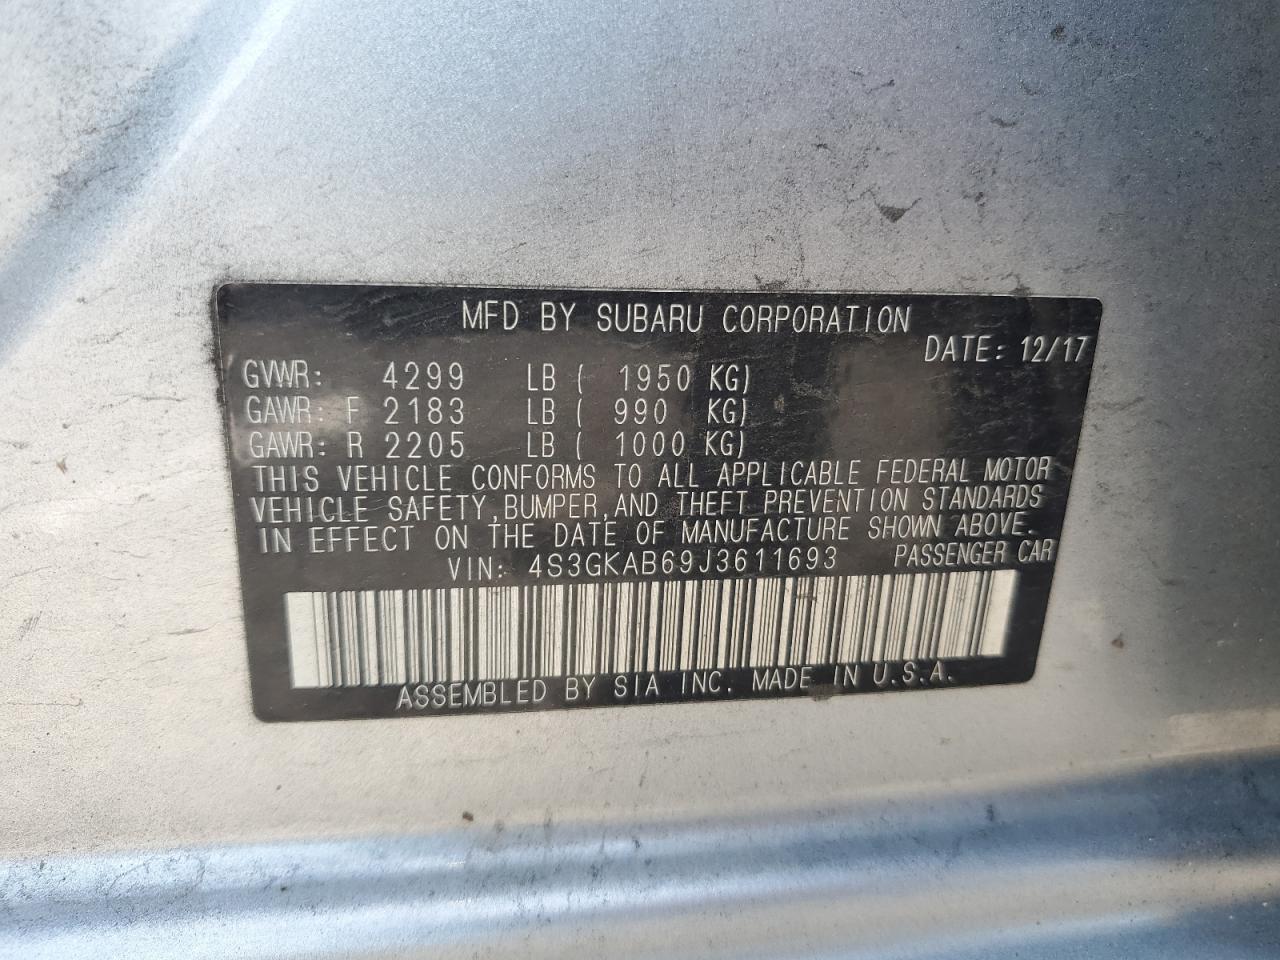 MFD BY SUBARU CORPORATION
DATE: 12/17
GVWR: 4299 LB ( 1950 KG)
GAWR: F 2183 LB ( 990 KG)
GAWR: R 2205 LB ( 1000 KG)
THIS VEHICLE CONFORMS TO ALL APPLICABLE FEDERAL MOTOR
VEHICLE SAFETY, BUMPER, AND THEFT PREVENTION STANDARDS
IN EFFECT ON THE DATE OF MANUFACTURE SHOWN ABOVE.
VIN: 4S3GKAB69J3611693 PASSENGER CAR
ASSEMBLED BY SIA INC. MADE IN U.S.A.